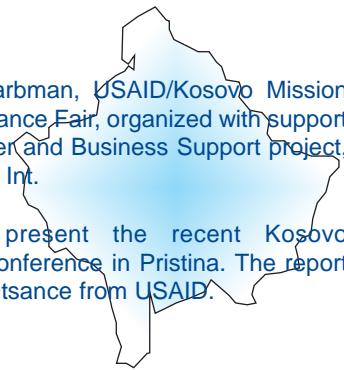 arbman, USAID/Kosovo Mission
ance Fair, organized with support
er and Business Support project,
Int.
present the recent Kosovo
onference in Pristina. The report
tsance from USAID.